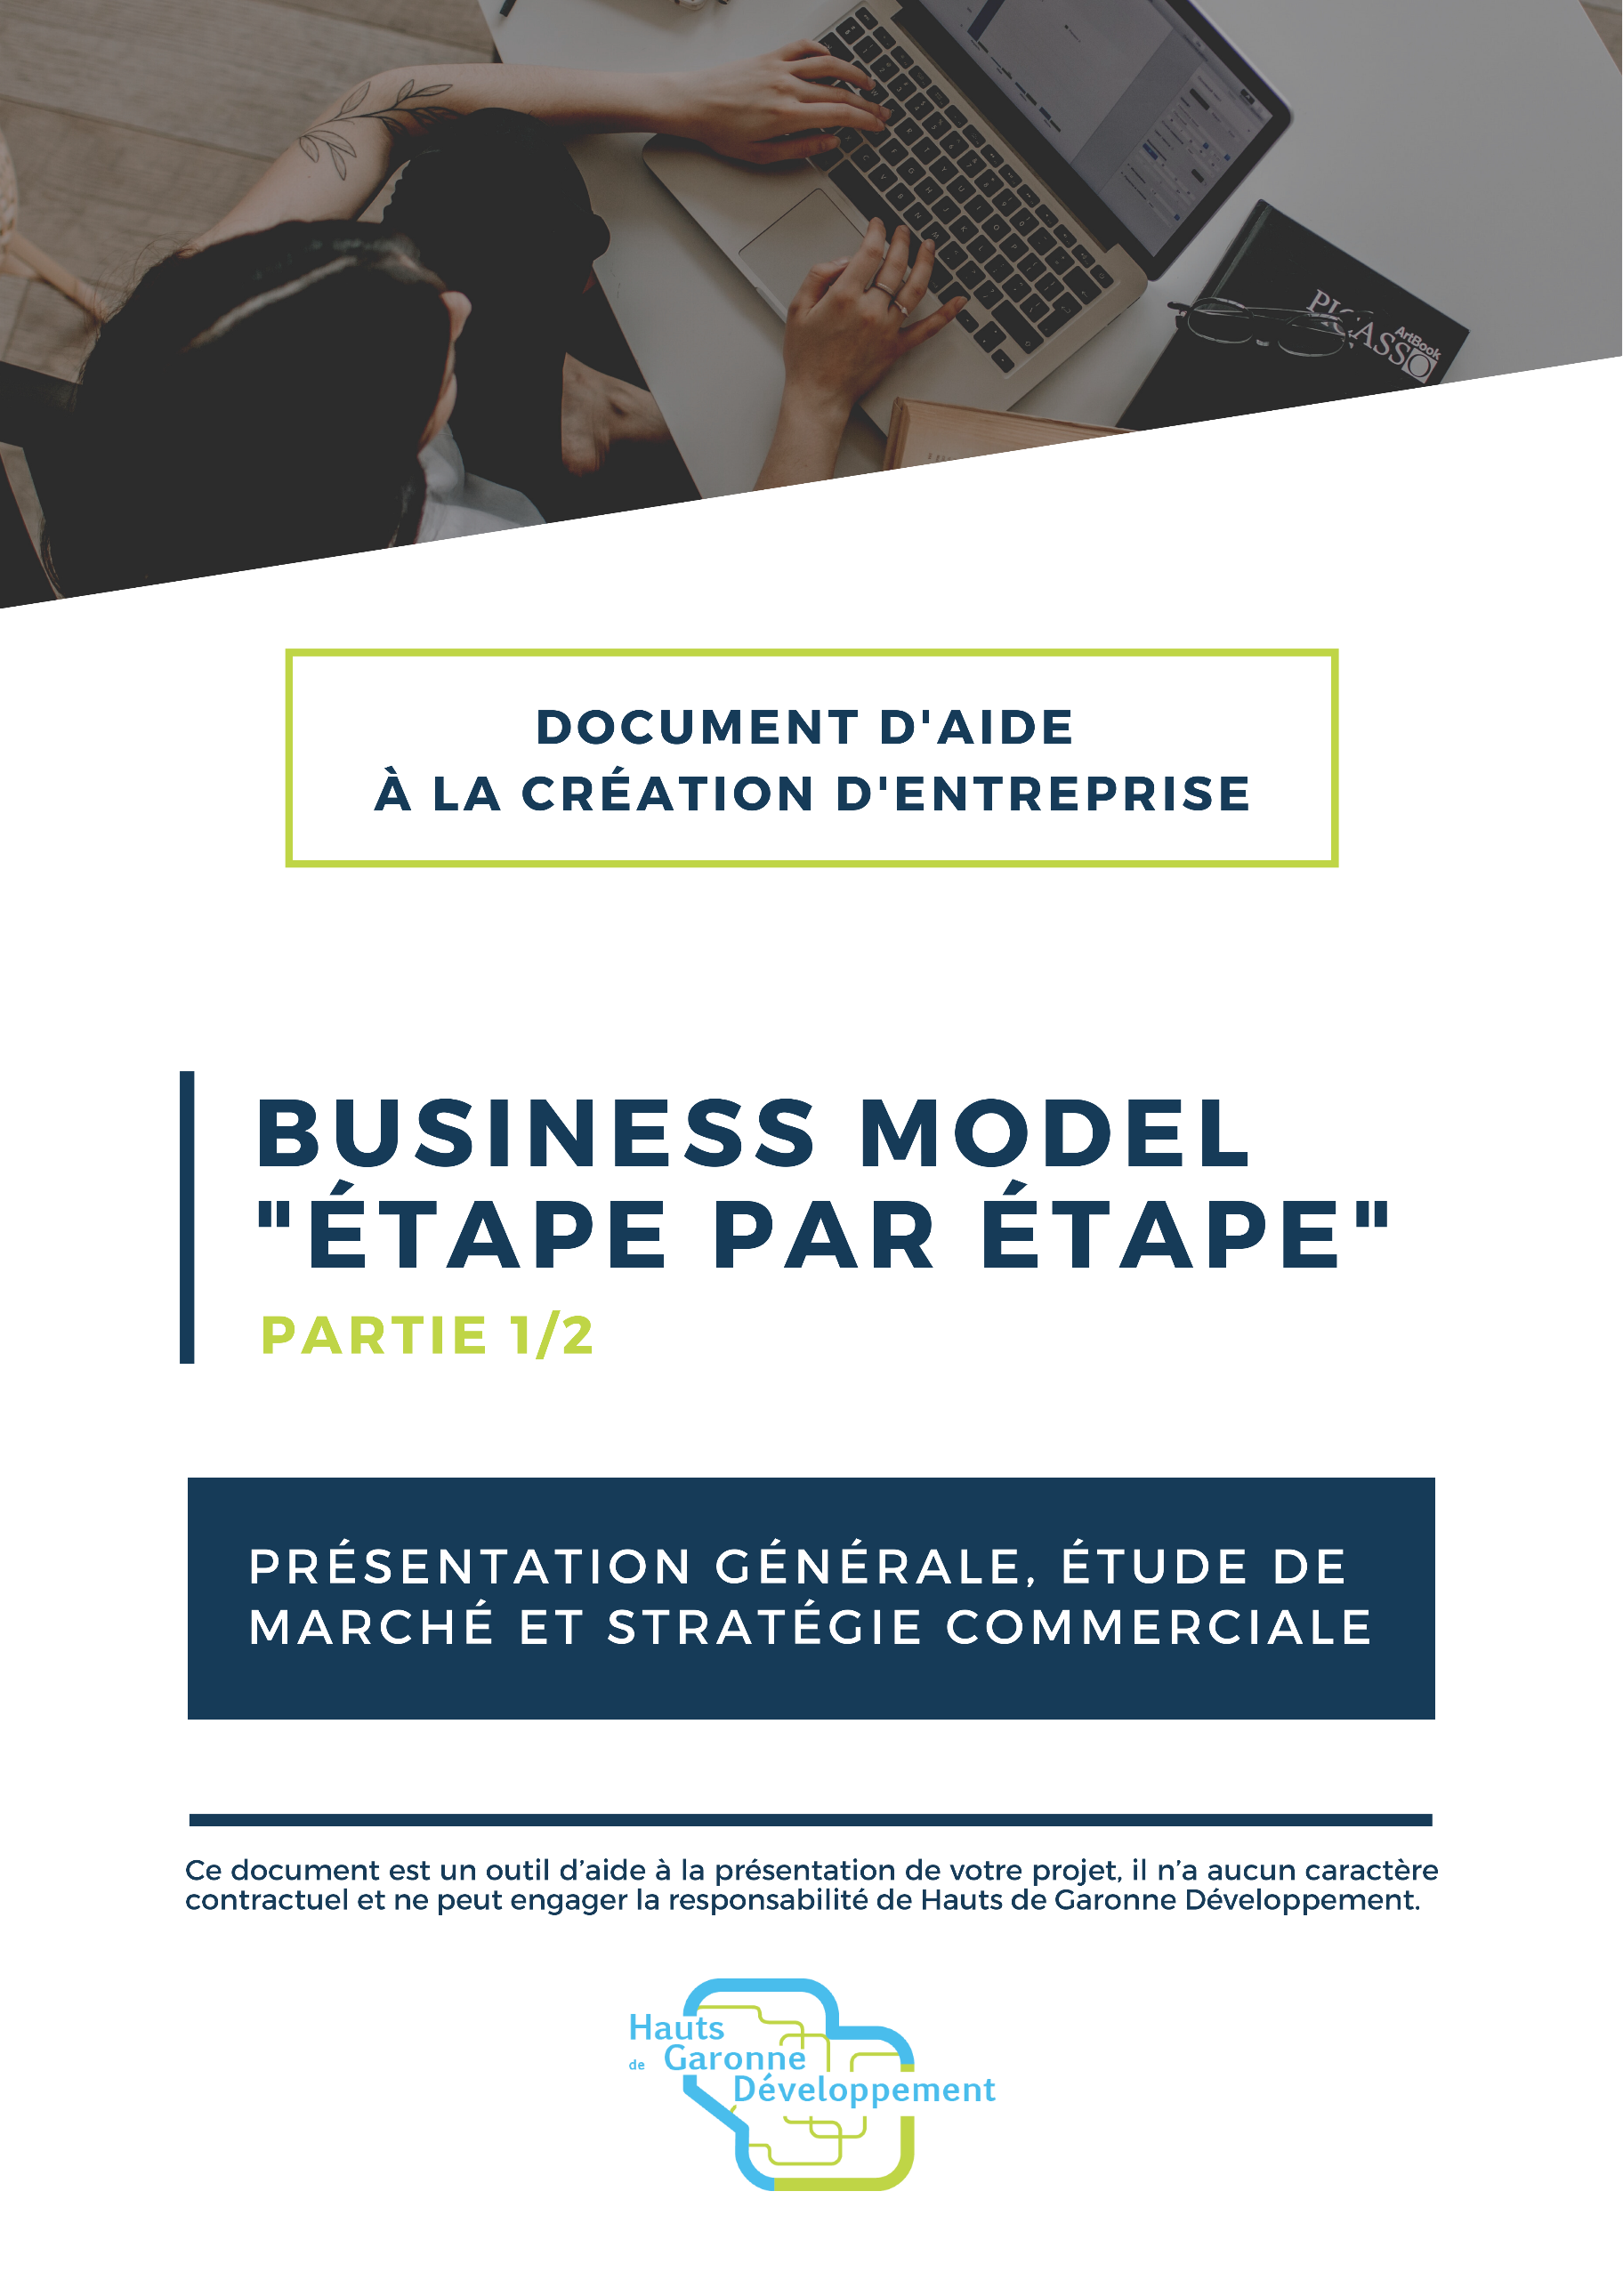 PICASSO
ArtBook
DOCUMENT D'AIDE
À LA CRÉATION D'ENTREPRISE
BUSINESS MODEL
"ÉTAPE PAR ÉTAPE"
PARTIE 1/2
PRÉSENTATION GÉNÉRALE, ÉTUDE DE
MARCHÉ ET STRATÉGIE COMMERCIALE
Ce document est un outil d’aide à la présentation de votre projet, il n’a aucun caractère
contractuel et ne peut engager la responsabilité de Hauts de Garonne Développement.
Hauts
de Garonne
Développement